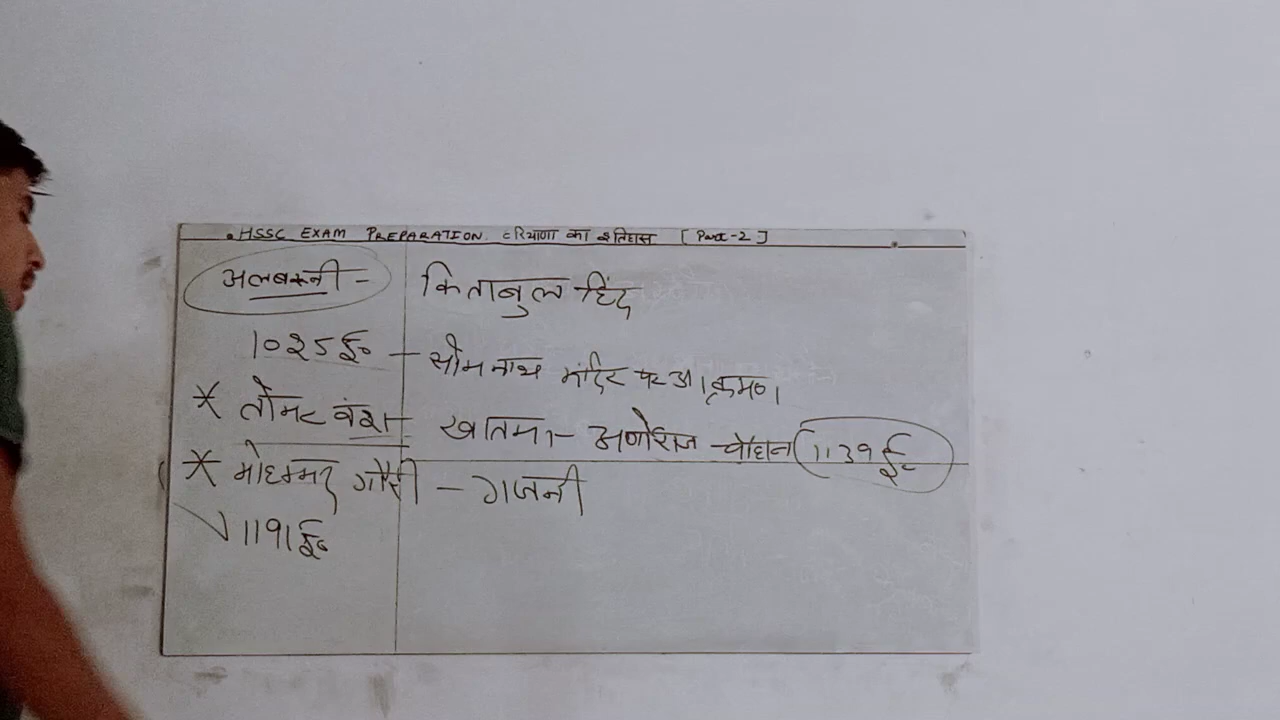 HSSC EXAM PREPARATION. हरियाणा का इतिहास [Part-2]
अलबरूनी - किताबुल हिंद
1025 ई० - सोमनाथ मंदिर पर आक्रमण।
* तोमर वंश - खातमा - अर्णोराज चौहान 1139 ई०
* मोहम्मद गौरी - गजनी
1191 ई०